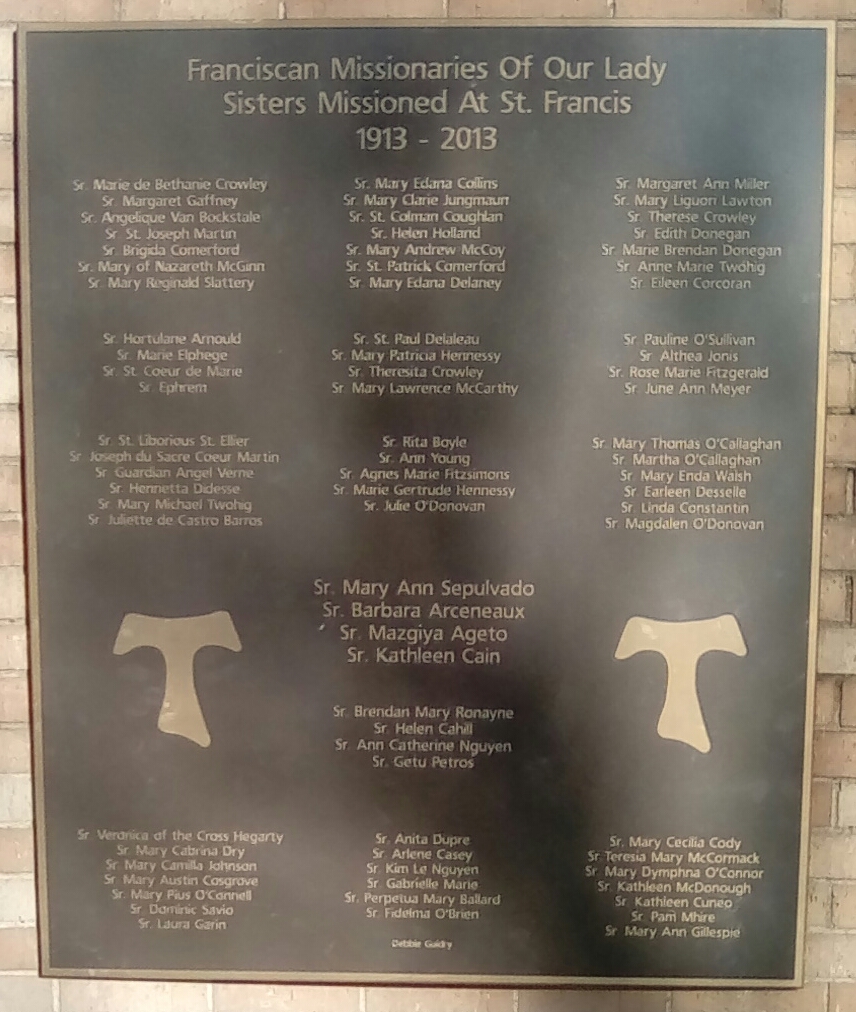 Franciscan Missionaries Of Our Lady
Sisters Missioned At St. Francis
1913 - 2013
Sr. Marie de Bethanie Crowley
Sr. Margaret Gaffney
Sr. Angelique Van Bockstale
Sr. St. Joseph Martin
Sr. Brigida Comerford
Sr. Mary of Nazareth McGinn
Sr. Mary Reginald Slattery
Sr. Mary Edana Collins
Sr. Mary Clarie Jungmann
Sr. St. Colman Coughlan
Sr. Helen Holland
Sr. Mary Andrew McCoy
Sr. St. Patrick Comerford
Sr. Mary Edana Delaney
Sr. Margaret Ann Miller
Sr. Mary Liguori Lawton
Sr. Therese Crowley
Sr. Edith Donegan
Sr. Marie Brendan Donegan
Sr. Anne Marie Twohig
Sr. Eileen Corcoran
Sr. Hortulane Arnould
Sr. Marie Elphege
Sr. St. Coeur de Marie
Sr. Ephrem
Sr. St. Paul Delaleau
Sr. Mary Patricia Hennessy
Sr. Theresita Crowley
Sr. Mary Lawrence McCarthy
Sr. Pauline O'Sullivan
Sr. Althea Jonis
Sr. Rose Marie Fitzgerald
Sr. June Ann Meyer
Sr. St. Liborious St. Ellier
Sr. Joseph du Sacre Coeur Martin
Sr. Guardian Angel Verne
Sr. Henrietta Didesse
Sr. Mary Michael Twohig
Sr. Juliette de Castro Barros
Sr. Rita Boyle
Sr. Ann Young
Sr. Agnes Marie Fitzsimons
Sr. Marie Gertrude Hennessy
Sr. Julie O'Donovan
Sr. Mary Thomas O'Callaghan
Sr. Martha O'Callaghan
Sr. Mary Enda Walsh
Sr. Earleen Desselle
Sr. Linda Constantin
Sr. Magdalen O'Donovan
Sr. Mary Ann Sepulvado
Sr. Barbara Arceneaux
Sr. Mazgiya Ageto
Sr. Kathleen Cain
Sr. Brendan Mary Ronayne
Sr. Helen Cahill
Sr. Ann Catherine Nguyen
Sr. Getu Petros
Sr. Veronica of the Cross Hegarty
Sr. Mary Cabrina Dry
Sr. Mary Camilla Johnson
Sr. Mary Austin Cosgrove
Sr. Mary Pius O'Connell
Sr. Dominic Savio
Sr. Laura Garin
Sr. Anita Dupre
Sr. Arlene Casey
Sr. Kim Le Nguyen
Sr. Gabrielle Marie
Sr. Perpetua Mary Ballard
Sr. Fidelma O'Brien
Debbie Guidry
Sr. Mary Cecilia Cody
Sr. Teresia Mary McCormack
Sr. Mary Dymphna O'Connor
Sr. Kathleen McDonough
Sr. Kathleen Cuneo
Sr. Pam Mhire
Sr. Mary Ann Gillespie